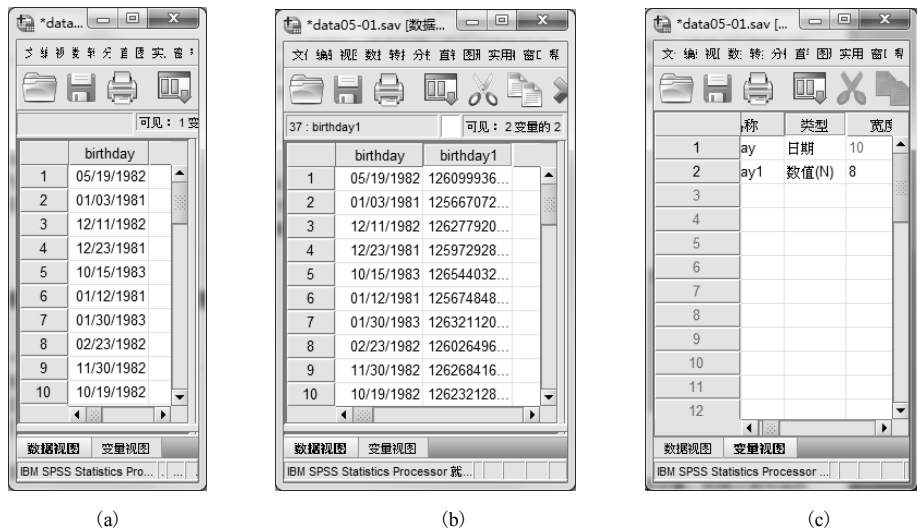 *data...
可见： 1变
birthday
1 05/19/1982
2 01/03/1981
3 12/11/1982
4 12/23/1981
5 10/15/1983
6 01/12/1981
7 01/30/1983
8 02/23/1982
9 11/30/1982
10 10/19/1982
数据视图 变量视图
IBM SPSS Statistics Pro...
(a)
*data05-01.sav [数据...
37 : birthday1 可见： 2 变量的 2
birthday birthday1
1 05/19/1982 126099936...
2 01/03/1981 125667072...
3 12/11/1982 126277920...
4 12/23/1981 125972928...
5 10/15/1983 126544032...
6 01/12/1981 125674848...
7 01/30/1983 126321120...
8 02/23/1982 126026496...
9 11/30/1982 126268416...
10 10/19/1982 126232128...
数据视图 变量视图
IBM SPSS Statistics Processor 就...
(b)
*data05-01.sav [...
称 类型 宽度
1 ay 日期 10
2 ay1 数值(N) 8
3
4
5
6
7
8
9
10
11
12
数据视图 变量视图
IBM SPSS Statistics Processor ...
(c)